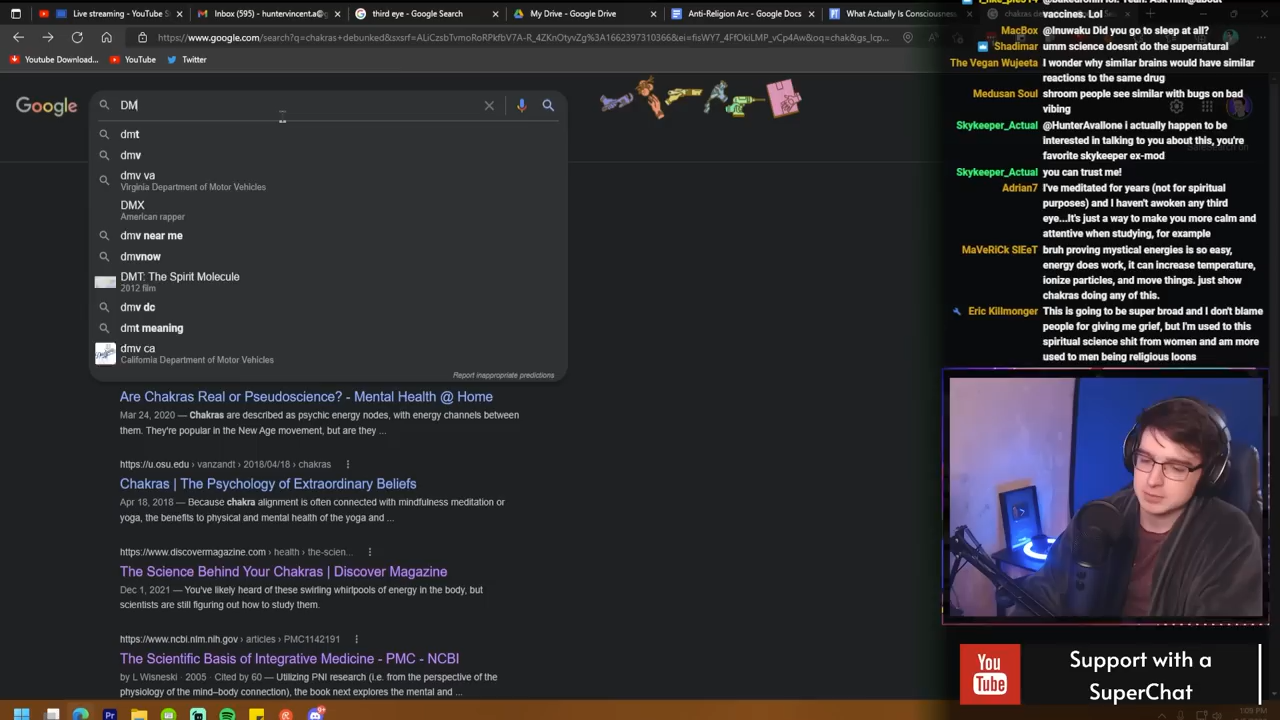 Live streaming - YouTube S
Inbox (595) - huntervincent.a@g
third eye - Google Search
My Drive - Google Drive
Anti-Religion Arc - Google Docs
What Actually Is Consciousness
chakras de
https://www.google.com/search?q=chakras+debunked&sxsrf=
Youtube Download...
YouTube
Twitter
Google
DM
dmt
dmv
dmv va
Virginia Department of Motor Vehicles
DMX
American rapper
dmv near me
dmvnow
DMT: The Spirit Molecule
2012 film
dmv dc
dmt meaning
dmv ca
California Department of Motor Vehicles
Report inappropriate predictions
Are Chakras Real or Pseudoscience? - Mental Health @ Home
Mar 24, 2020 — Chakras are described as psychic energy nodes, with energy channels between
them. They're popular in the New Age movement, but are they ...
https://u.osu.edu › vanzandt › 2018/04/18 › chakras
Chakras | The Psychology of Extraordinary Beliefs
Apr 18, 2018 — Because chakra alignment is often connected with mindfulness meditation or
yoga, the benefits to physical and mental health of the yoga and ...
https://www.discovermagazine.com › health › the-scien...
The Science Behind Your Chakras | Discover Magazine
Dec 1, 2021 — You've likely heard of these swirling whirlpools of energy in the body, but
scientists are still figuring out how to study them.
https://www.ncbi.nlm.nih.gov › articles › PMC1142191
The Scientific Basis of Integrative Medicine - PMC - NCBI
by L Wisneski · 2005 · Cited by 60 — Utilizing PNI research (i.e. from the perspective of the
physiology of the mind–body connection), the book next explores the mental and ...
vaccines. Lol
MacBox @Inuwaku Did you go to sleep at all?
Shadimar umm science doesnt do the supernatural
The Vegan Wujeeta I wonder why similar brains would have similar
reactions to the same drug
Medusan Soul shroom people see similar with bugs on bad
vibing
Skykeeper_Actual @HunterAvallone i actually happen to be
interested in talking to you about this, you're
favorite skykeeper ex-mod
Skykeeper_Actual you can trust me!
Adrian7 I've meditated for years (not for spiritual
purposes) and I haven't awoken any third
eye...It's just a way to make you more calm and
attentive when studying, for example
MaVeRiCk SlEeT bruh proving mystical energies is so easy,
energy does work, it can increase temperature,
ionize particles, and move things. just show
chakras doing any of this.
Eric Killmonger This is going to be super broad and I don't blame
people for giving me grief, but I'm used to this
spiritual science shit from women and am more
used to men being religious loons
You
Tube
Support with a
SuperChat
1:09 PM